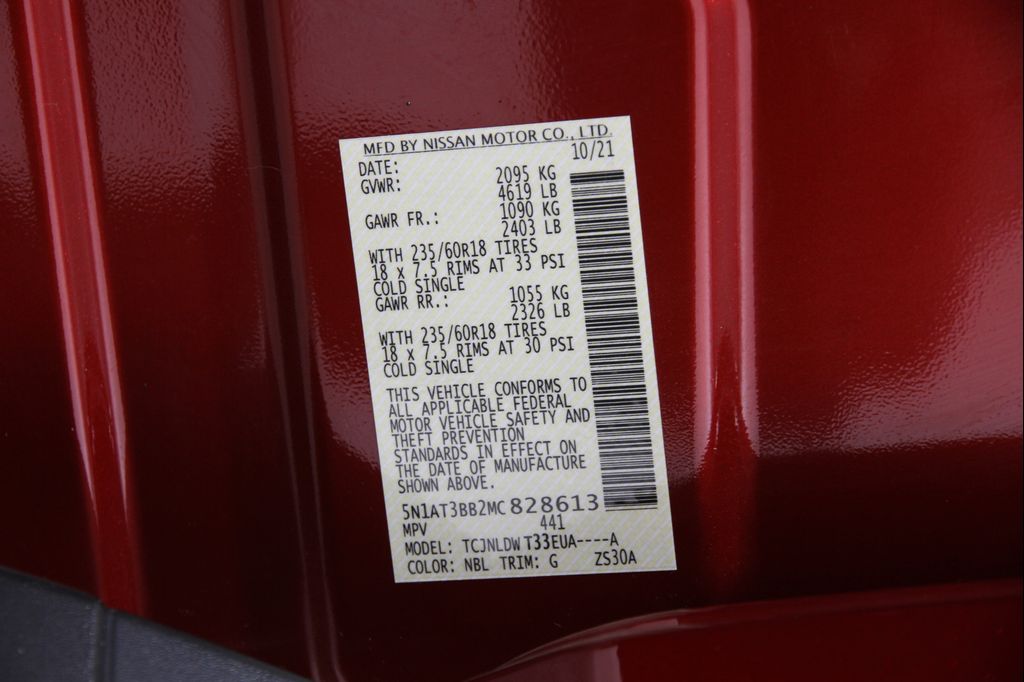 MFD BY NISSAN MOTOR CO., LTD.
DATE: 10/21
GVWR: 2095 KG
4619 LB
GAWR FR.: 1090 KG
2403 LB
WITH 235/60R18 TIRES
18 x 7.5 RIMS AT 33 PSI
COLD SINGLE
GAWR RR.: 1055 KG
2326 LB
WITH 235/60R18 TIRES
18 x 7.5 RIMS AT 30 PSI
COLD SINGLE
THIS VEHICLE CONFORMS TO
ALL APPLICABLE FEDERAL
MOTOR VEHICLE SAFETY AND
THEFT PREVENTION
STANDARDS IN EFFECT ON
THE DATE OF MANUFACTURE
SHOWN ABOVE.
5N1AT3BB2MC828613
MPV 441
MODEL: TCJNLDW T33EUA----A
COLOR: NBL TRIM: G ZS30A